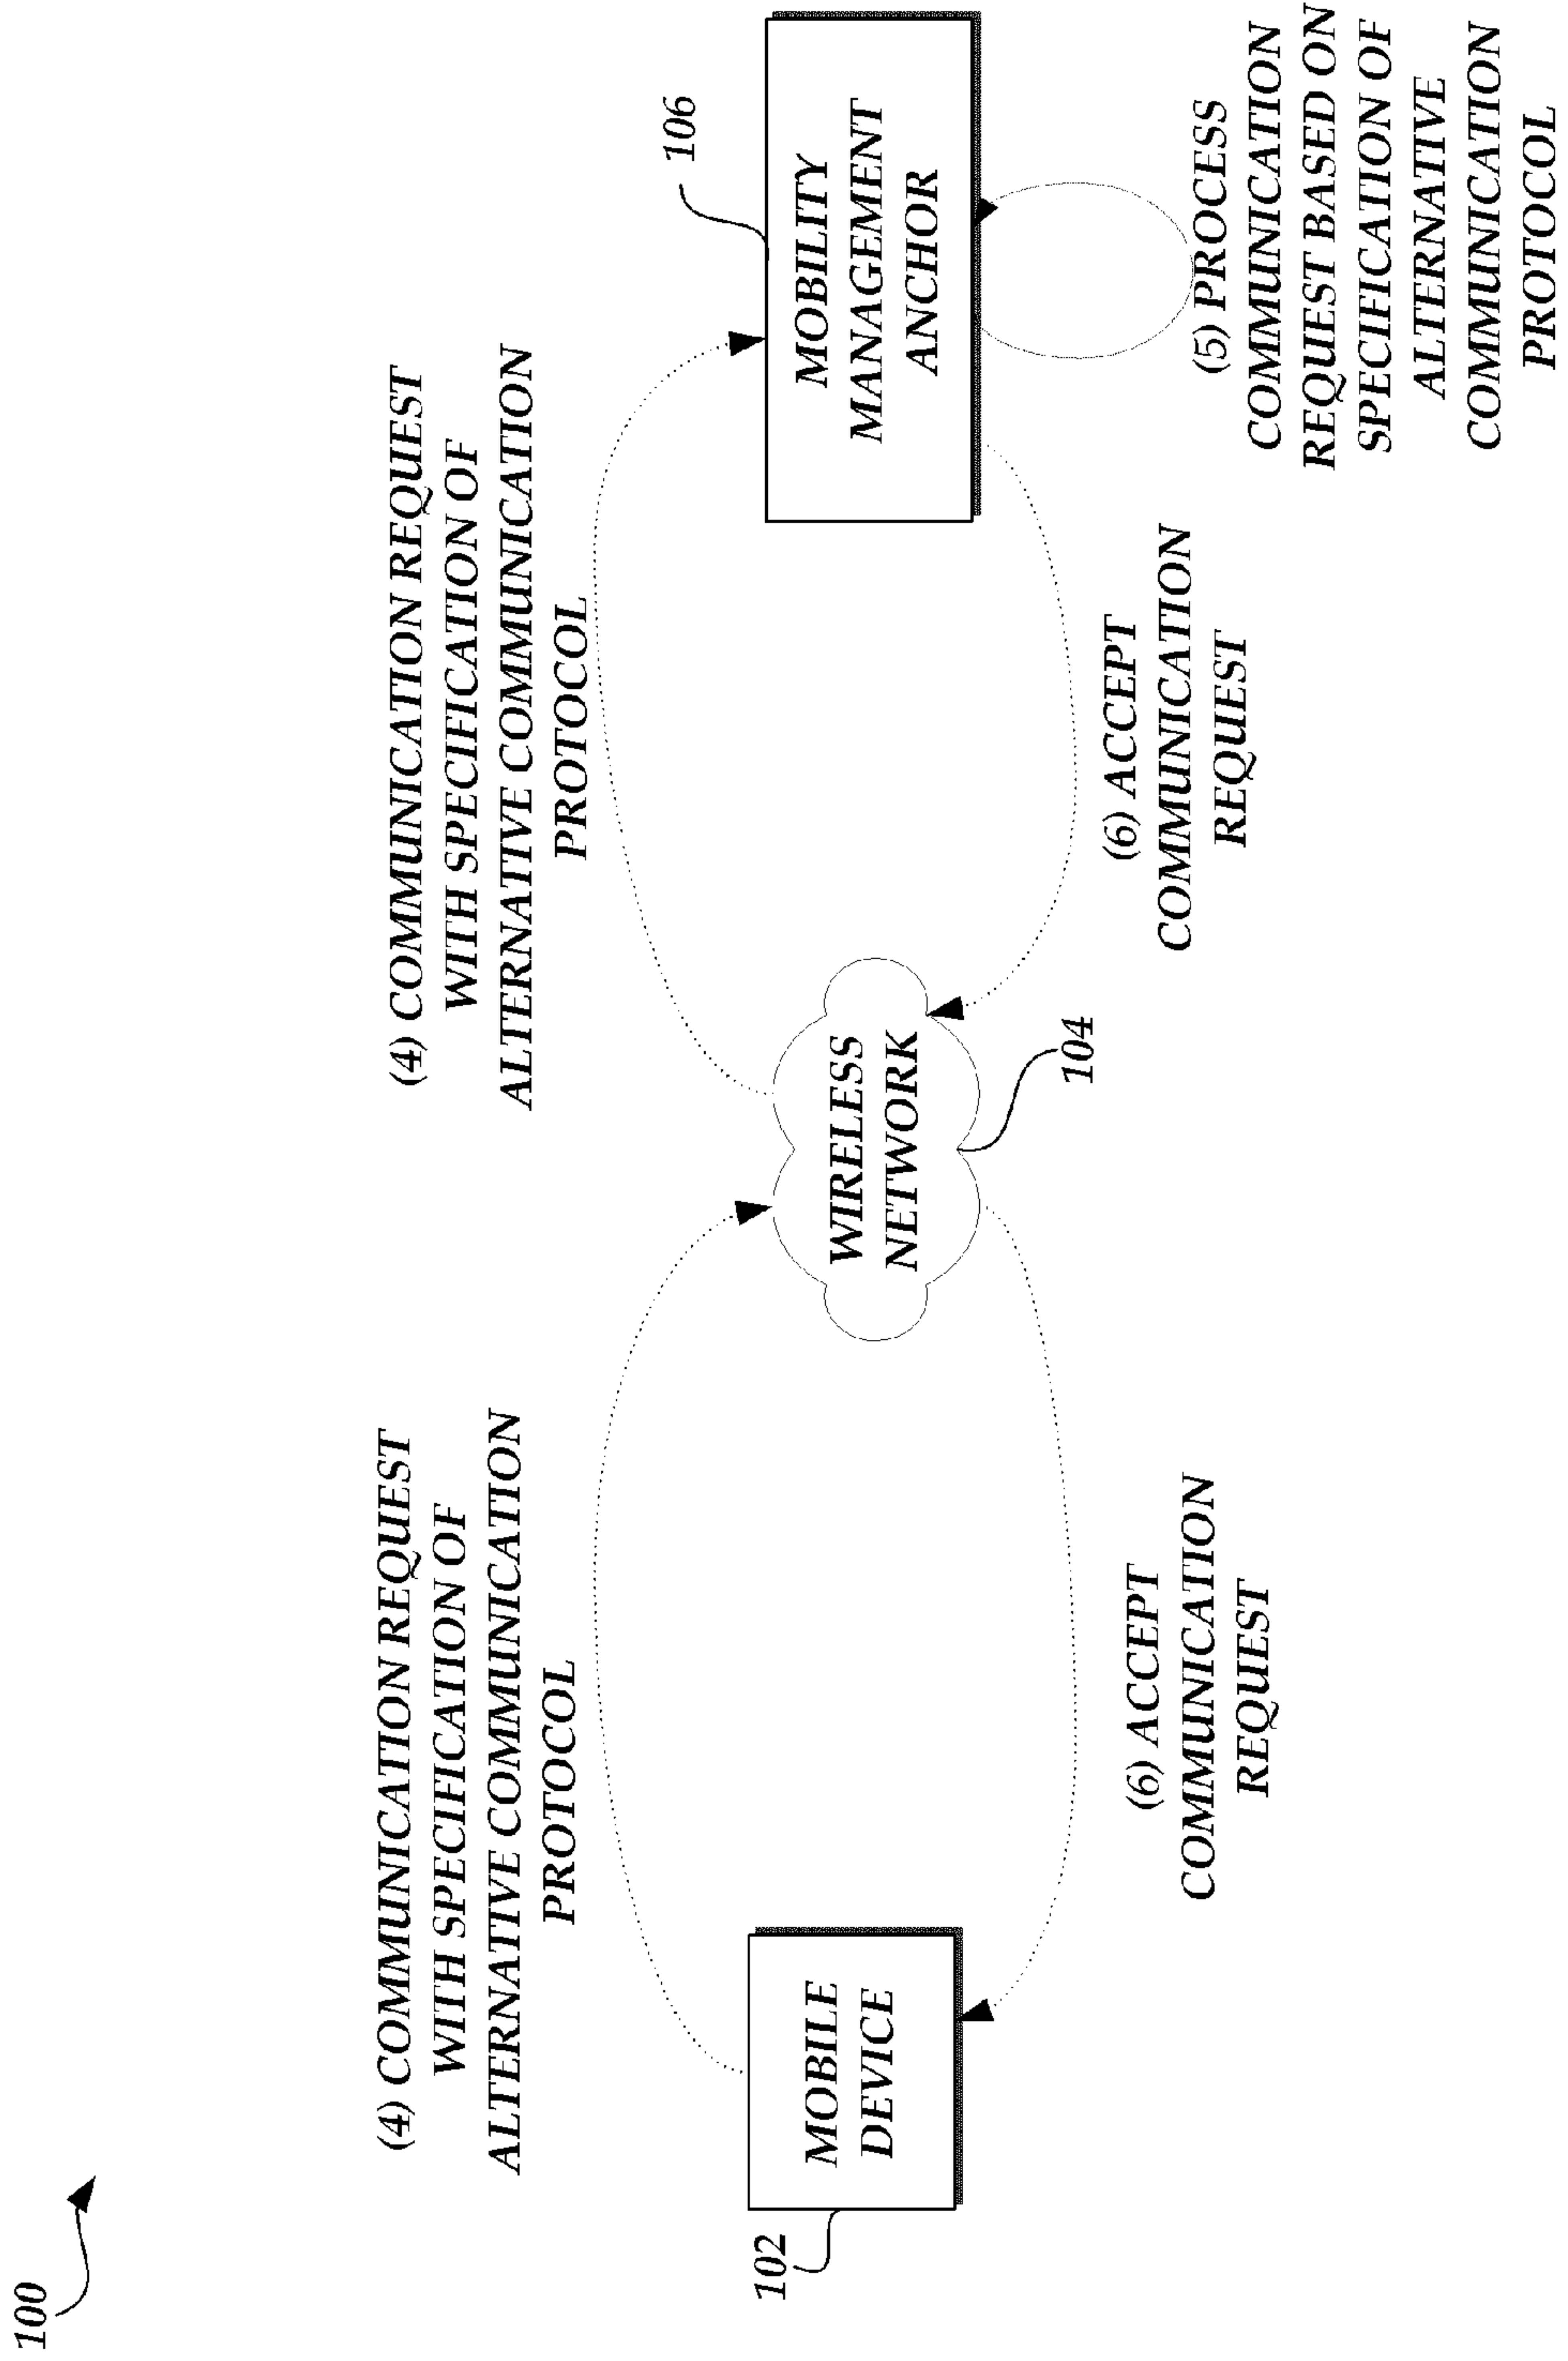 100
(4) COMMUNICATION REQUEST
WITH SPECIFICATION OF
ALTERNATIVE COMMUNICATION
PROTOCOL
(4) COMMUNICATION REQUEST
WITH SPECIFICATION OF
ALTERNATIVE COMMUNICATION
PROTOCOL
106
102
MOBILE
DEVICE
WIRELESS
NETWORK
MOBILITY
MANAGEMENT
ANCHOR
104
(6) ACCEPT
COMMUNICATION
REQUEST
(6) ACCEPT
COMMUNICATION
REQUEST
(5) PROCESS
COMMUNICATION
REQUEST BASED ON
SPECIFICATION OF
ALTERNATIVE
COMMUNICATION
PROTOCOL